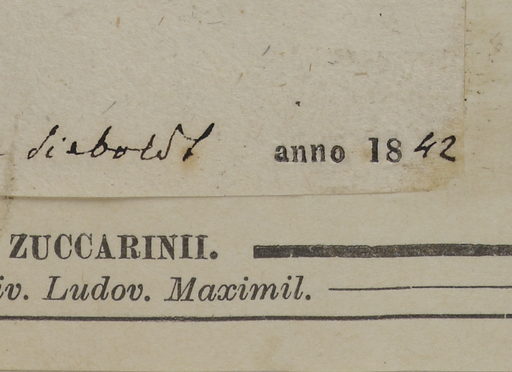 Siebold anno 1842
ZUCCARINII.
iv. Ludov. Maximil.